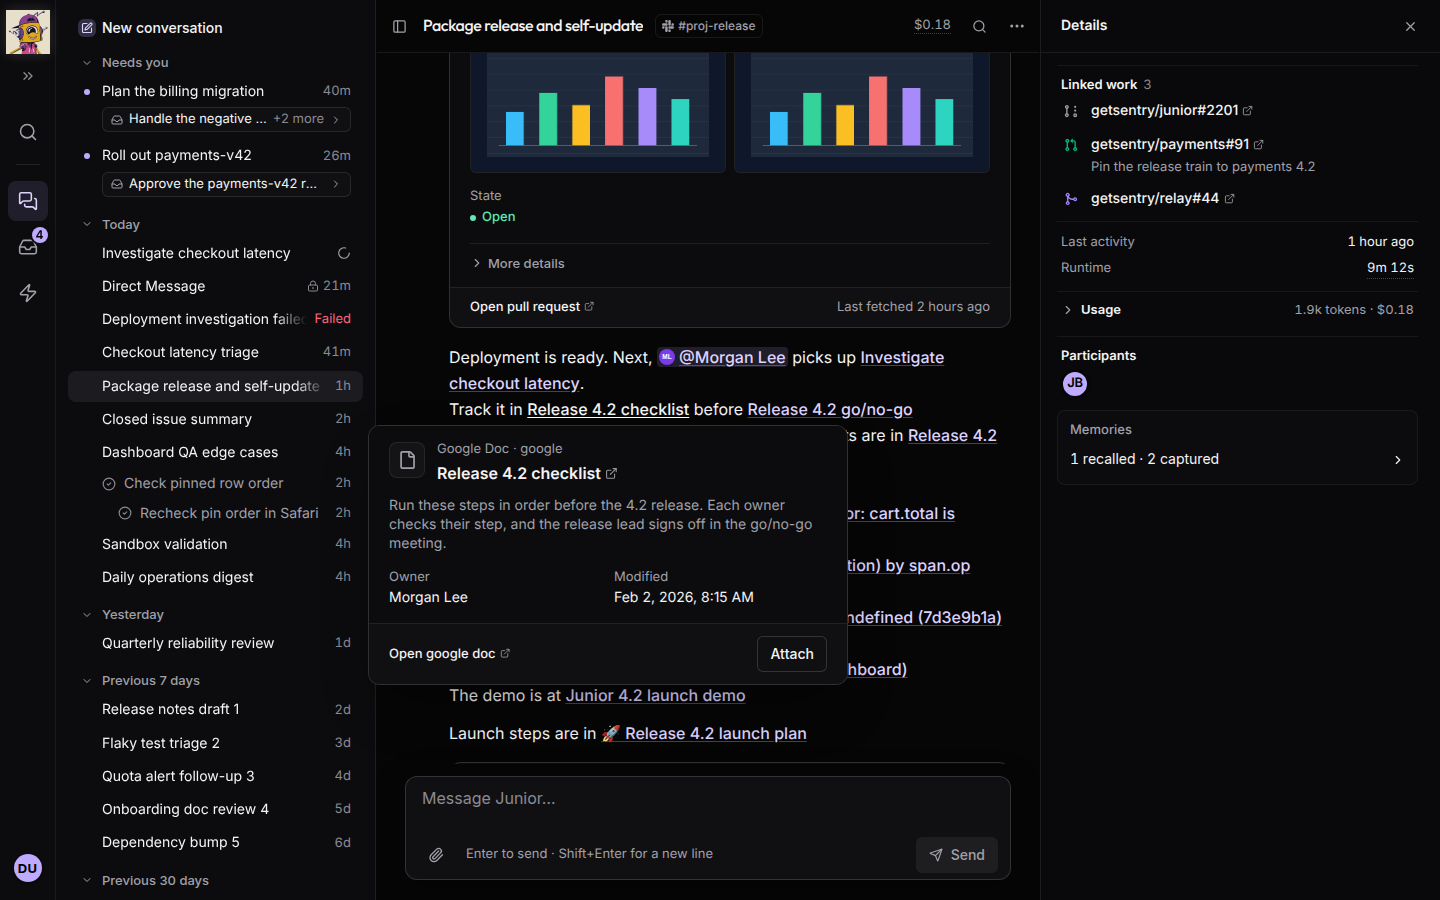 New conversation
Needs you
Plan the billing migration 40m
Handle the negative ... +2 more
Roll out payments-v42 26m
Approve the payments-v42 r...
4
Today
Investigate checkout latency
Direct Message 21m
Deployment investigation failed Failed
Checkout latency triage 41m
Package release and self-update 1h
Closed issue summary 2h
Dashboard QA edge cases 4h
Check pinned row order 2h
Recheck pin order in Safari 2h
Sandbox validation 4h
Daily operations digest 4h
Yesterday
Quarterly reliability review 1d
Previous 7 days
Release notes draft 1 2d
Flaky test triage 2 3d
Quota alert follow-up 3 4d
Onboarding doc review 4 5d
Dependency bump 5 6d
Previous 30 days
DU
Package release and self-update #proj-release $0.18
State
Open
More details
Open pull request Last fetched 2 hours ago
Deployment is ready. Next, ML @Morgan Lee picks up Investigate
checkout latency.
Track it in Release 4.2 checklist before Release 4.2 go/no-go
s are in Release 4.2
or: cart.total is
tion) by span.op
ndefined (7d3e9b1a)
hboard)
Google Doc · google
Release 4.2 checklist
Run these steps in order before the 4.2 release. Each owner
checks their step, and the release lead signs off in the go/no-go
meeting.
Owner Modified
Morgan Lee Feb 2, 2026, 8:15 AM
Open google doc Attach
The demo is at Junior 4.2 launch demo
Launch steps are in 🚀 Release 4.2 launch plan
Message Junior...
Enter to send · Shift+Enter for a new line Send
Details
Linked work 3
getsentry/junior#2201
getsentry/payments#91
Pin the release train to payments 4.2
getsentry/relay#44
Last activity 1 hour ago
Runtime 9m 12s
Usage 1.9k tokens · $0.18
Participants
JB
Memories
1 recalled · 2 captured